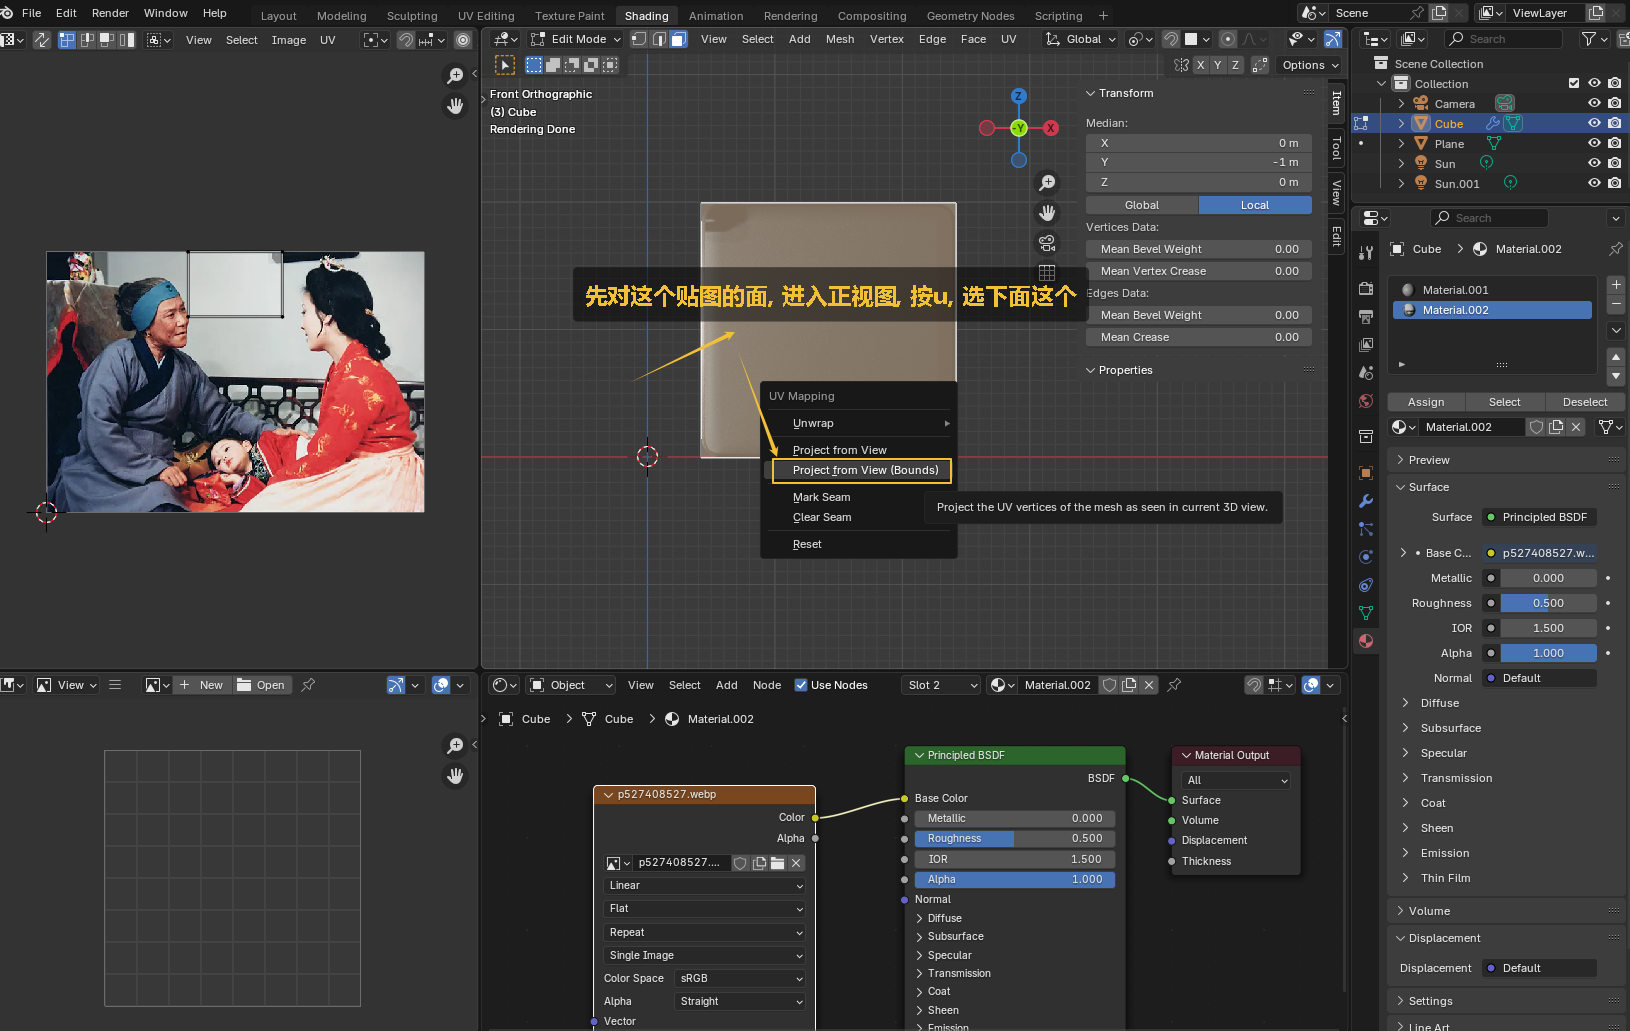 File Edit Render Window Help Layout Modeling Sculpting UV Editing Texture Paint Shading Animation Rendering Compositing Geometry Nodes Scripting + Scene ViewLayer
View Select Image UV
Edit Mode View Select Add Mesh Vertex Edge Face UV Global
X Y Z Options
Front Orthographic
(3) Cube
Rendering Done
Z
-Y X
先对这个贴图的面, 进入正视图, 按u, 选下面这个
UV Mapping
Unwrap
Project from View
Project from View (Bounds)
Mark Seam
Clear Seam
Reset
Project the UV vertices of the mesh as seen in current 3D view.
Transform
Median:
X 0 m
Y -1 m
Z 0 m
Global Local
Vertices Data:
Mean Bevel Weight 0.00
Mean Vertex Crease 0.00
Edges Data:
Mean Bevel Weight 0.00
Mean Crease 0.00
Properties
Item
Tool
View
Edit
Search
Scene Collection
Collection
Camera
Cube
Plane
Sun
Sun.001
Search
Cube Material.002
Material.001
Material.002
Assign Select Deselect
Material.002
Preview
Surface
Surface Principled BSDF
Base C... p527408527.w...
Metallic 0.000
Roughness 0.500
IOR 1.500
Alpha 1.000
Normal Default
Diffuse
Subsurface
Specular
Transmission
Coat
Sheen
Emission
Thin Film
Volume
Displacement
Displacement Default
Settings
Line Art
View New Open
Object View Select Add Node Use Nodes Slot 2 Material.002
Cube Cube Material.002
p527408527.webp
Color
Alpha
p527408527....
Linear
Flat
Repeat
Single Image
Color Space sRGB
Alpha Straight
Vector
Principled BSDF
BSDF
Base Color
Metallic 0.000
Roughness 0.500
IOR 1.500
Alpha 1.000
Normal
Diffuse
Subsurface
Specular
Transmission
Coat
Sheen
Emission
Material Output
All
Surface
Volume
Displacement
Thickness